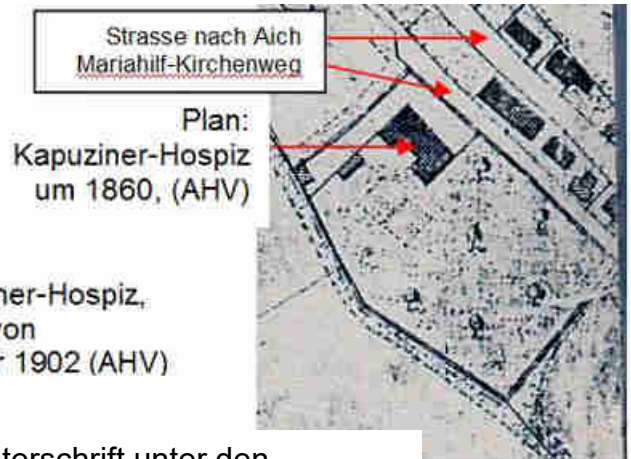 Strasse nach Aich
Mariahilf-Kirchenweg
Plan:
Kapuziner-Hospiz
um 1860, (AHV)
ner-Hospiz,
von
1902 (AHV)
terschrift unter den